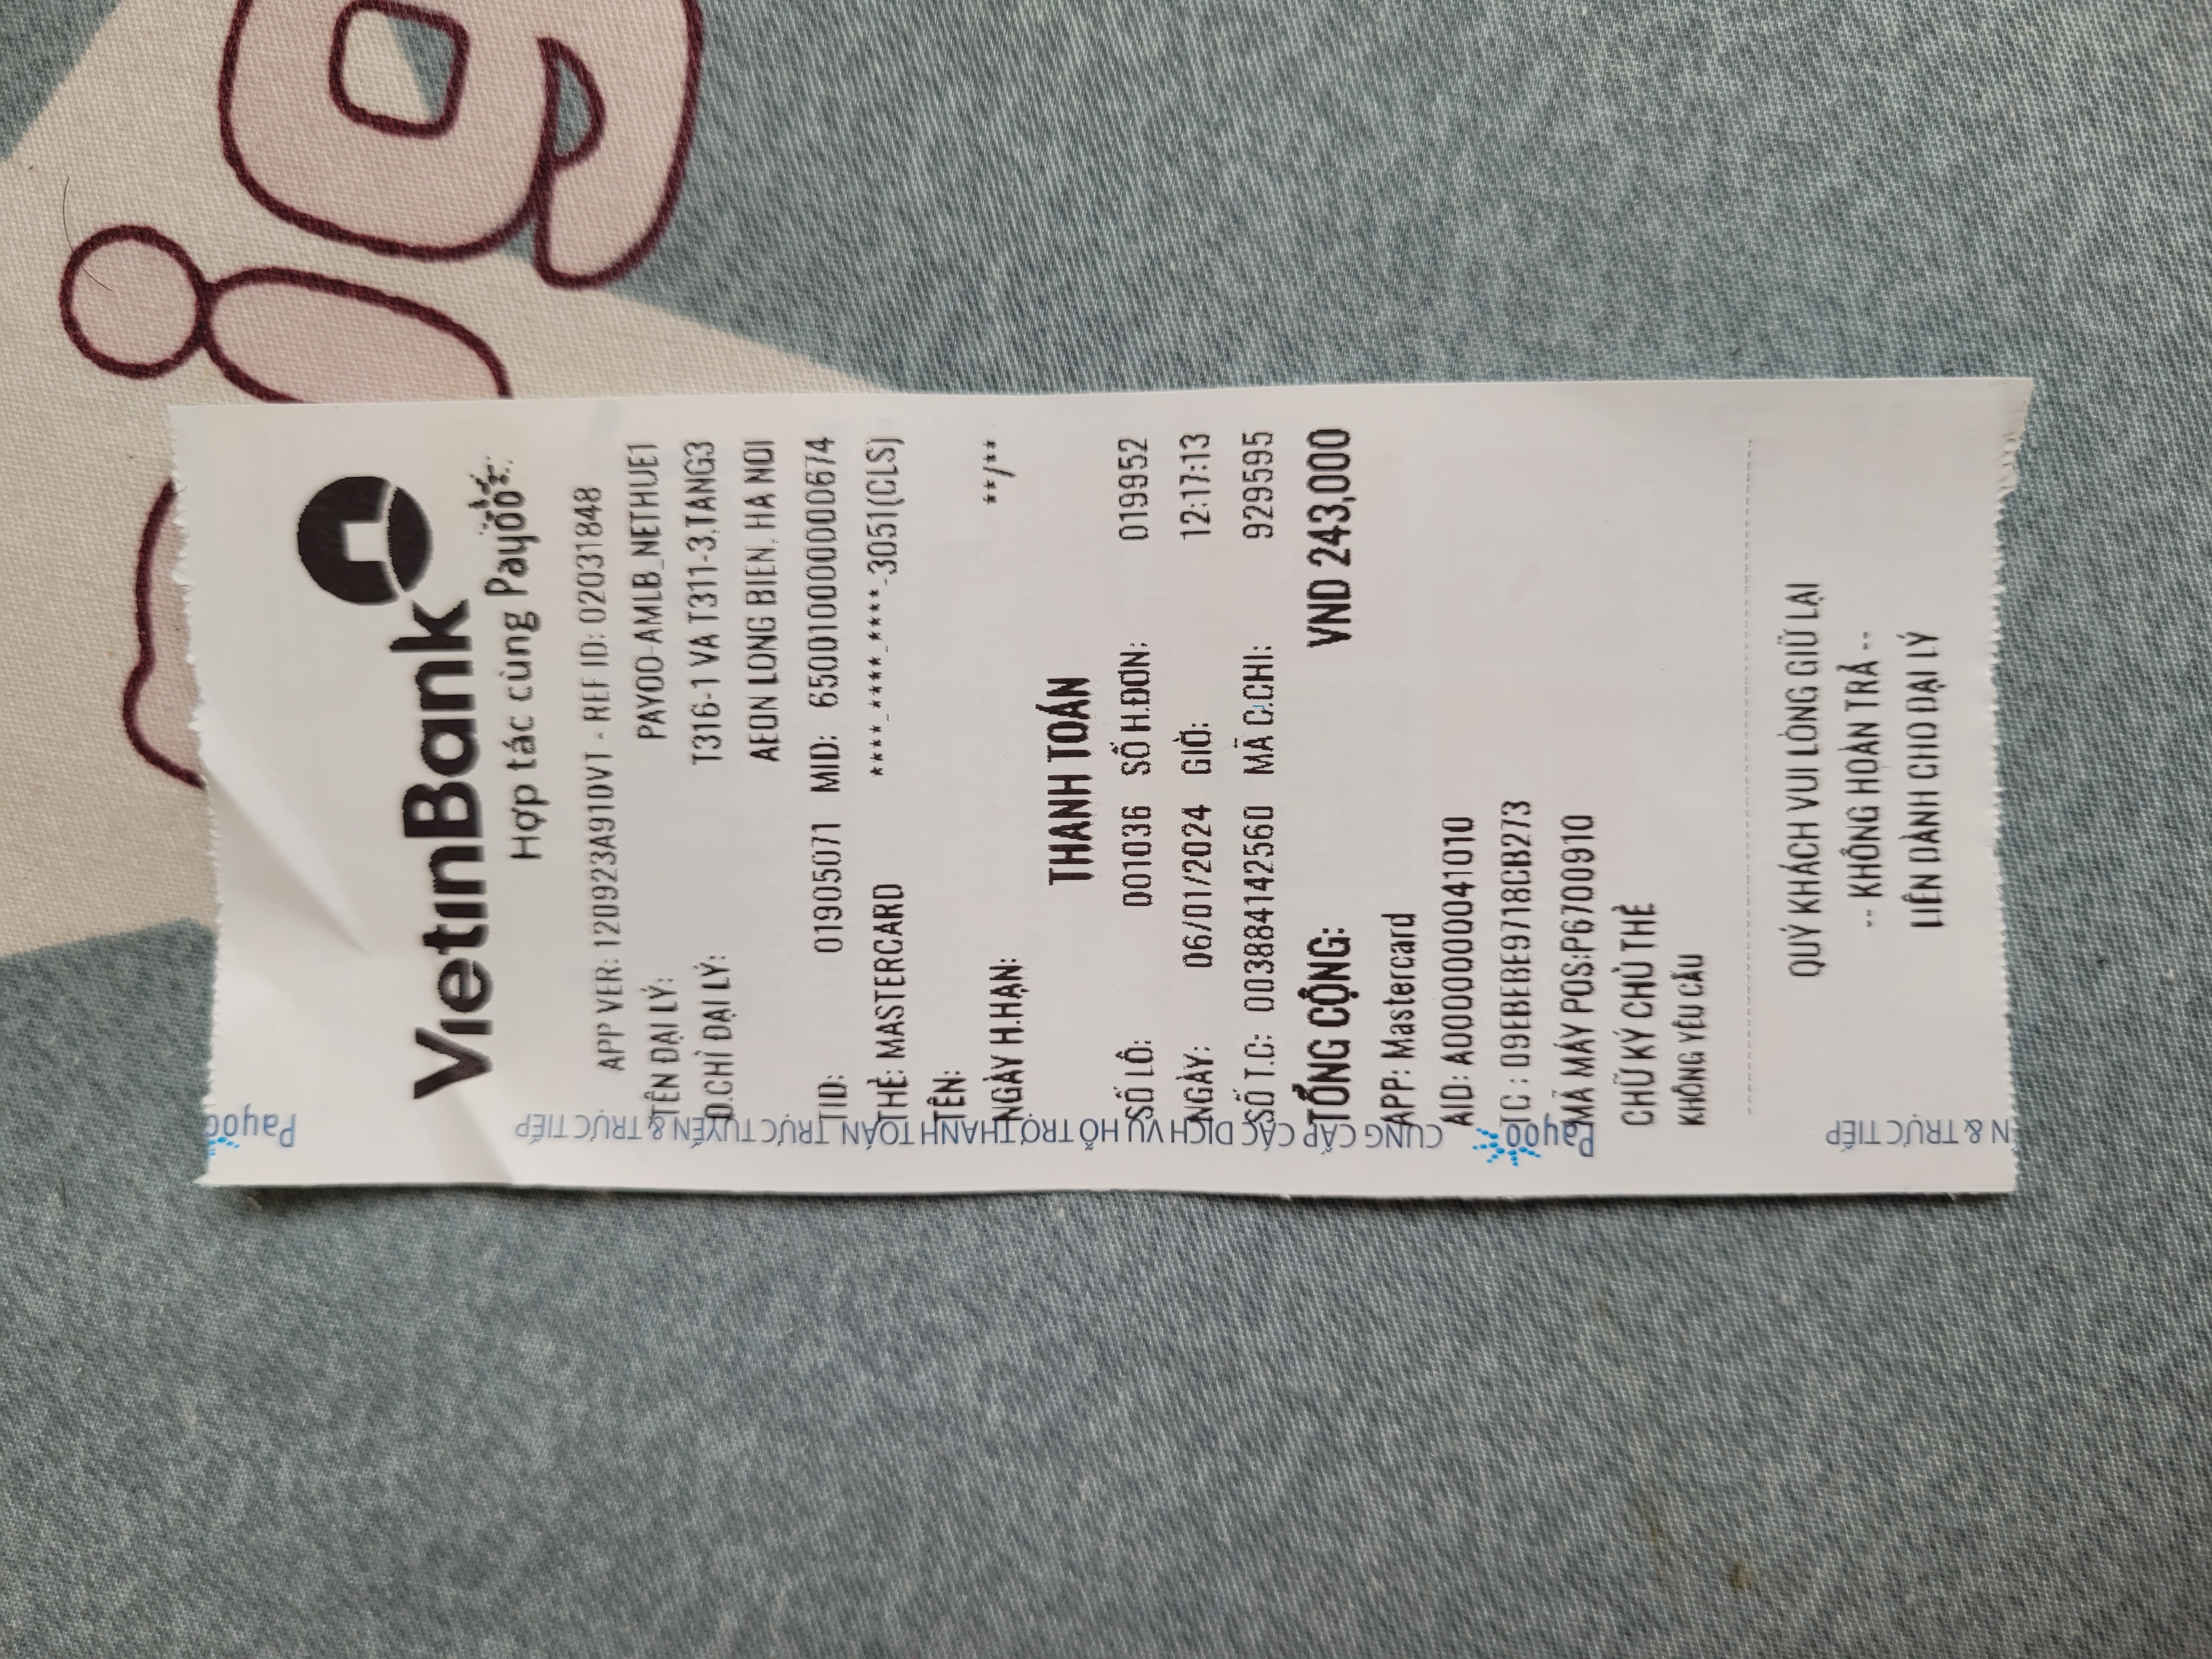 VietinBank
Hợp tác cùng Payoo
APP VER: 120923A910VT - REF ID: 02031848
TÊN ĐẠI LÝ: PAYOO-AMLB_NETHUE1
Đ.CHỈ ĐẠI LÝ: T316-1 VA T311-3,TANG3
AEON LONG BIEN, HA NOI
TID: 01905071 MID: 650010000000674
THẺ: MASTERCARD ****-****-****-3051(CLS)
TÊN:
NGÀY H.HẠN: **/**
THANH TOÁN
SỐ LÔ: 001036 SỐ H.ĐƠN: 019952
NGÀY: 06/01/2024 GIỜ: 12:17:13
SỐ T.C: 003884142560 MÃ C.CHI: 929595
TỔNG CỘNG: VND 243,000
APP: Mastercard
AID: A0000000041010
TC : 09EBEBE9718CB273
MÃ MÁY POS:P6700910
CHỮ KÝ CHỦ THẺ
KHÔNG YÊU CẦU
QUÝ KHÁCH VUI LÒNG GIỮ LẠI
-- KHÔNG HOÀN TRẢ --
LIÊN DÀNH CHO ĐẠI LÝ
Payoo
CUNG CẤP CÁC DỊCH VỤ HỖ TRỢ THANH TOÁN TRỰC TUYẾN & TRỰC TIẾP
Payoo
N & TRỰC TIẾP
ig